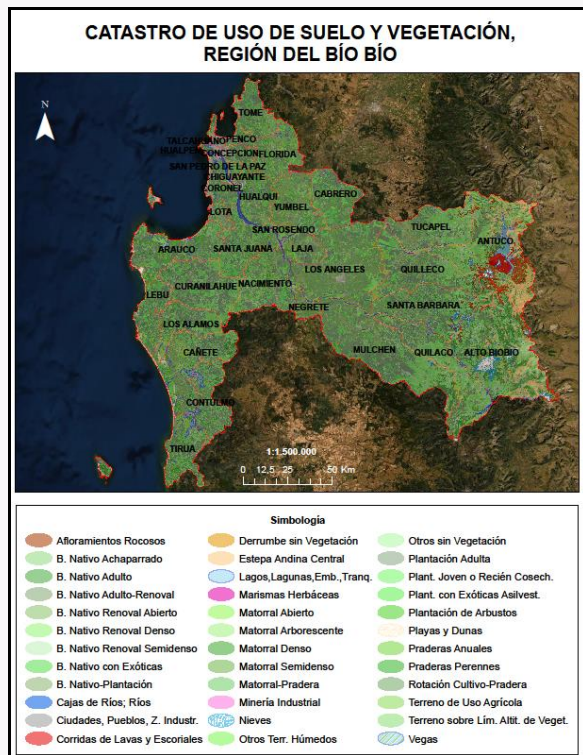 CATASTRO DE USO DE SUELO Y VEGETACIÓN,
REGIÓN DEL BÍO BÍO
N
TOME
TALCAHUANO
PENCO
HUALPEN
CONCEPCION
FLORIDA
SAN PEDRO DE LA PAZ
CHIGUAYANTE
CORONEL
HUALQUI
CABRERO
LOTA
YUMBEL
SAN ROSENDO
TUCAPEL
ANTUCO
ARAUCO
SANTA JUANA
LAJA
LOS ANGELES
QUILLECO
CURANILAHUE
NACIMIENTO
LEBU
NEGRETE
SANTA BARBARA
LOS ALAMOS
CAÑETE
MULCHEN
QUILACO
ALTO BIOBIO
CONTULMO
TIRUA
1:1.500.000
0 12,5 25 50 Km
Simbología
Afloramientos Rocosos
B. Nativo Achaparrado
B. Nativo Adulto
B. Nativo Adulto-Renoval
B. Nativo Renoval Abierto
B. Nativo Renoval Denso
B. Nativo Renoval Semidenso
B. Nativo con Exóticas
B. Nativo-Plantación
Cajas de Ríos; Ríos
Ciudades, Pueblos, Z. Industr.
Corridas de Lavas y Escoriales
Derrumbe sin Vegetación
Estepa Andina Central
Lagos,Lagunas,Emb.,Tranq.
Marismas Herbáceas
Matorral Abierto
Matorral Arborescente
Matorral Denso
Matorral Semidenso
Matorral-Pradera
Minería Industrial
Nieves
Otros Terr. Húmedos
Otros sin Vegetación
Plantación Adulta
Plant. Joven o Recién Cosech.
Plant. con Exóticas Asilvest.
Plantación de Arbustos
Playas y Dunas
Praderas Anuales
Praderas Perennes
Rotación Cultivo-Pradera
Terreno de Uso Agrícola
Terreno sobre Lím. Altit. de Veget.
Vegas